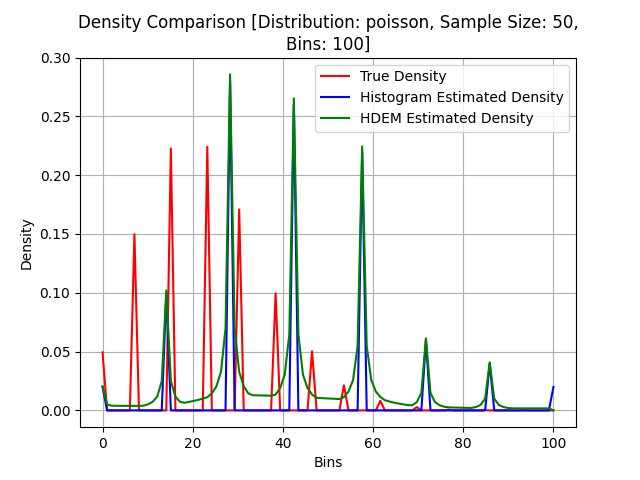 Density Comparison [Distribution: poisson, Sample Size: 50,
Bins: 100]
True Density
Histogram Estimated Density
HDEM Estimated Density
Density
0.30
0.25
0.20
0.15
0.10
0.05
0.00
0 20 40 60 80 100
Bins